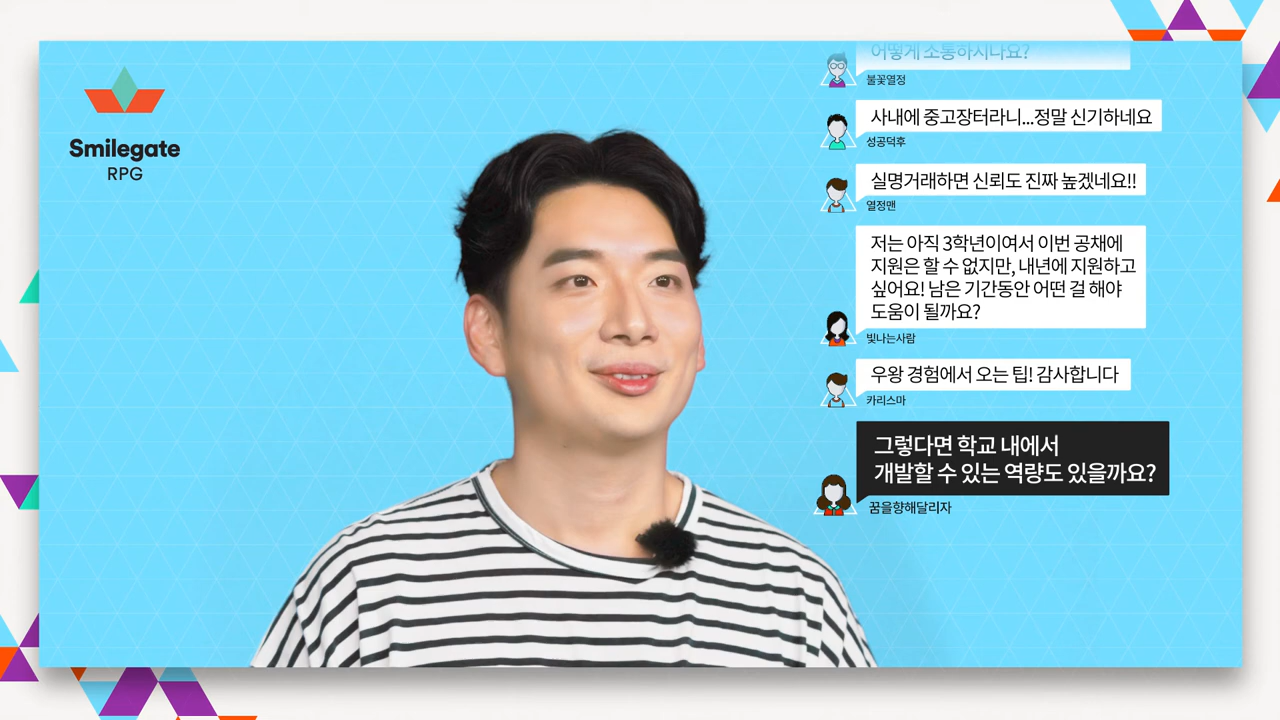 Smilegate
RPG
어떻게 소통하시나요?
불꽃열정
사내에 중고장터라니...정말 신기하네요
성공덕후
실명거래하면 신뢰도 진짜 높겠네요!!
열정맨
저는 아직 3학년이여서 이번 공채에
지원은 할 수 없지만, 내년에 지원하고
싶어요! 남은 기간동안 어떤 걸 해야
도움이 될까요?
빛나는사람
우왕 경험에서 오는 팁! 감사합니다
카리스마
그렇다면 학교 내에서
개발할 수 있는 역량도 있을까요?
꿈을향해달리자